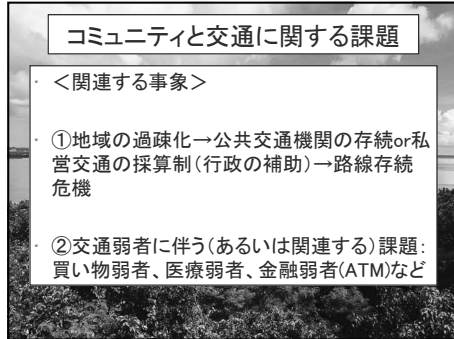 コミュニティと交通に関する課題
・ ＜関連する事象＞
・ ①地域の過疎化→公共交通機関の存続or私
営交通の採算制(行政の補助)→路線存続
危機
・ ②交通弱者に伴う(あるいは関連する)課題:
買い物弱者、医療弱者、金融弱者(ATM)など